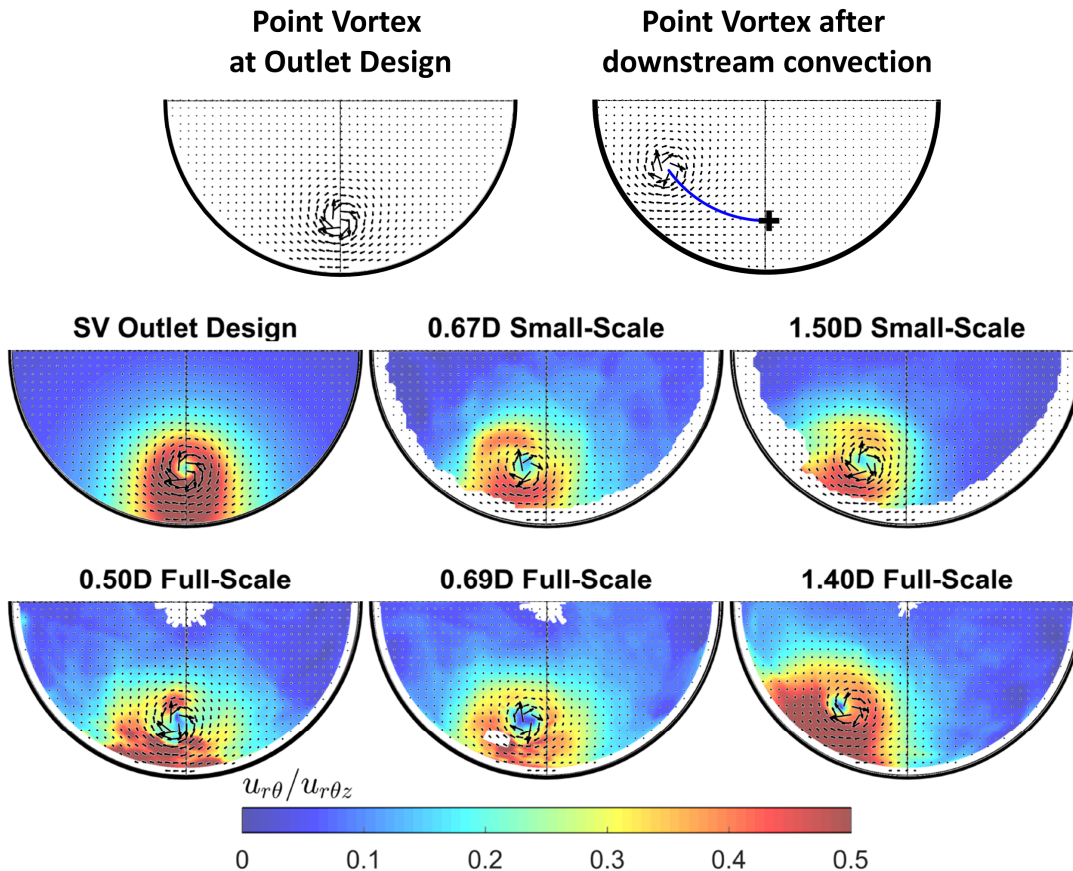 Point Vortex
at Outlet Design
Point Vortex after
downstream convection
SV Outlet Design
0.67D Small-Scale
1.50D Small-Scale
0.50D Full-Scale
0.69D Full-Scale
1.40D Full-Scale
u_{rθ}/u_{rθz}
0 0.1 0.2 0.3 0.4 0.5